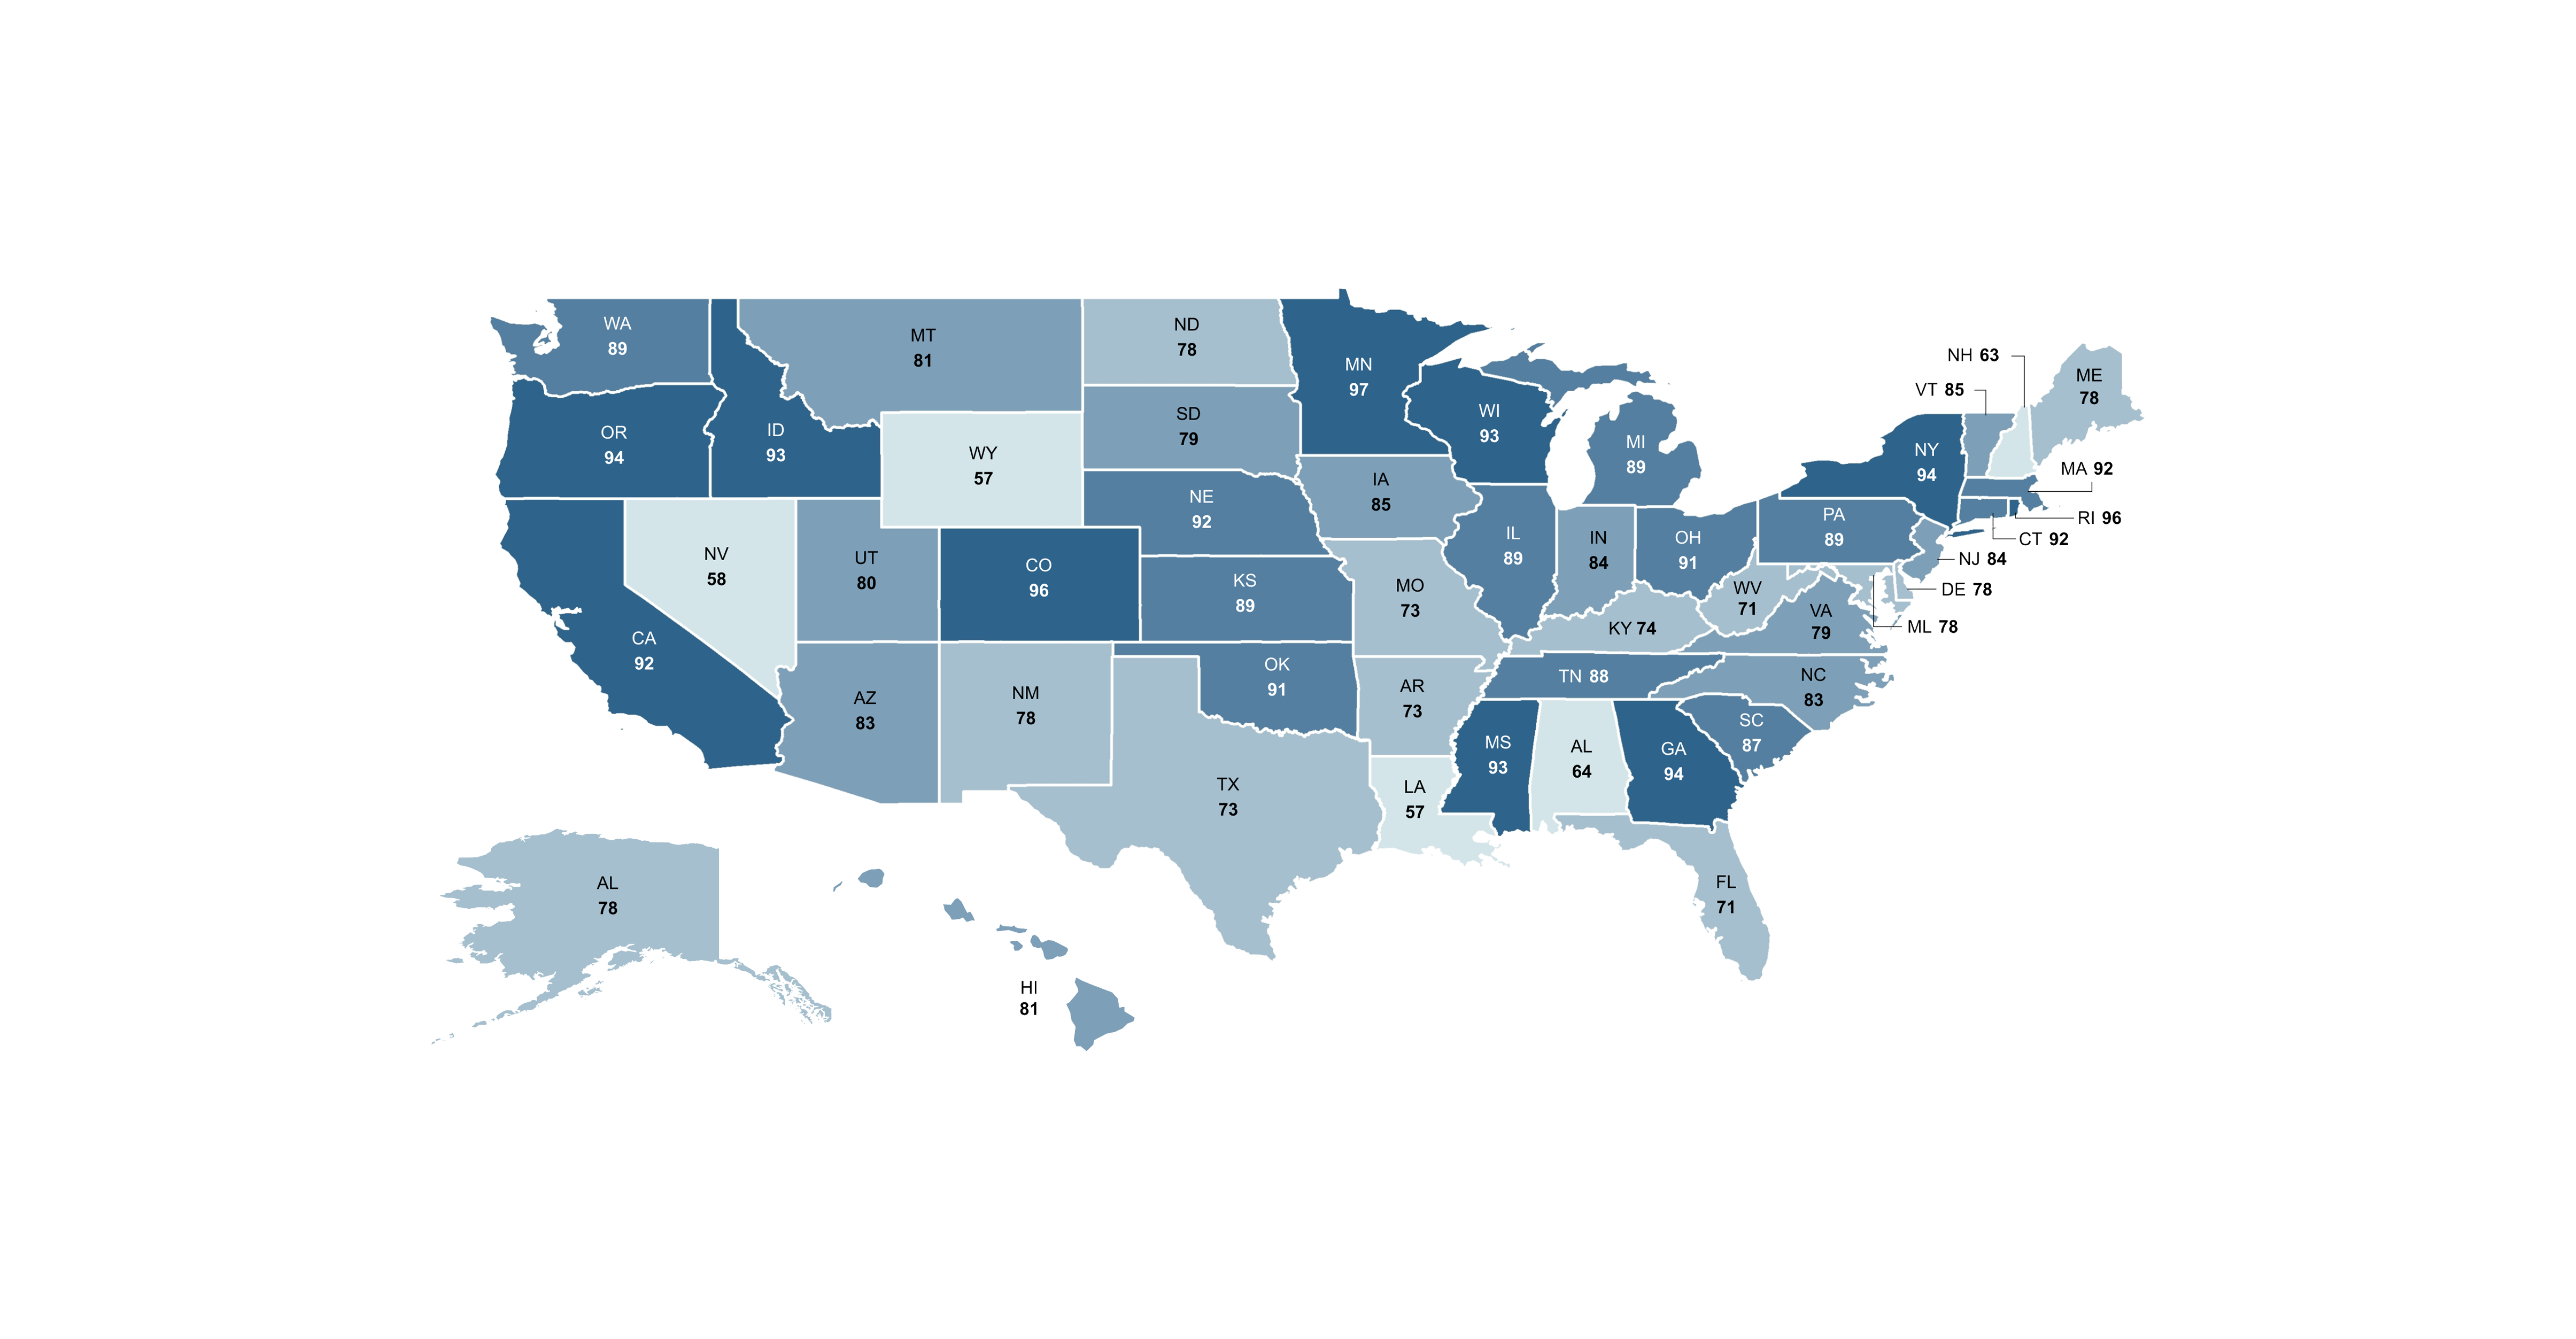 WA
89
MT
81
ND
78
MN
97
OR
94
ID
93
WY
57
SD
79
WI
93
MI
89
NH 63
VT 85
ME
78
NY
94
MA 92
RI 96
CT 92
NJ 84
DE 78
ML 78
NV
58
UT
80
CO
96
NE
92
IA
85
IL
89
IN
84
OH
91
PA
89
CA
92
KS
89
MO
73
KY 74
WV
71
VA
79
AZ
83
NM
78
OK
91
AR
73
TN 88
NC
83
SC
87
TX
73
LA
57
MS
93
AL
64
GA
94
FL
71
AL
78
HI
81